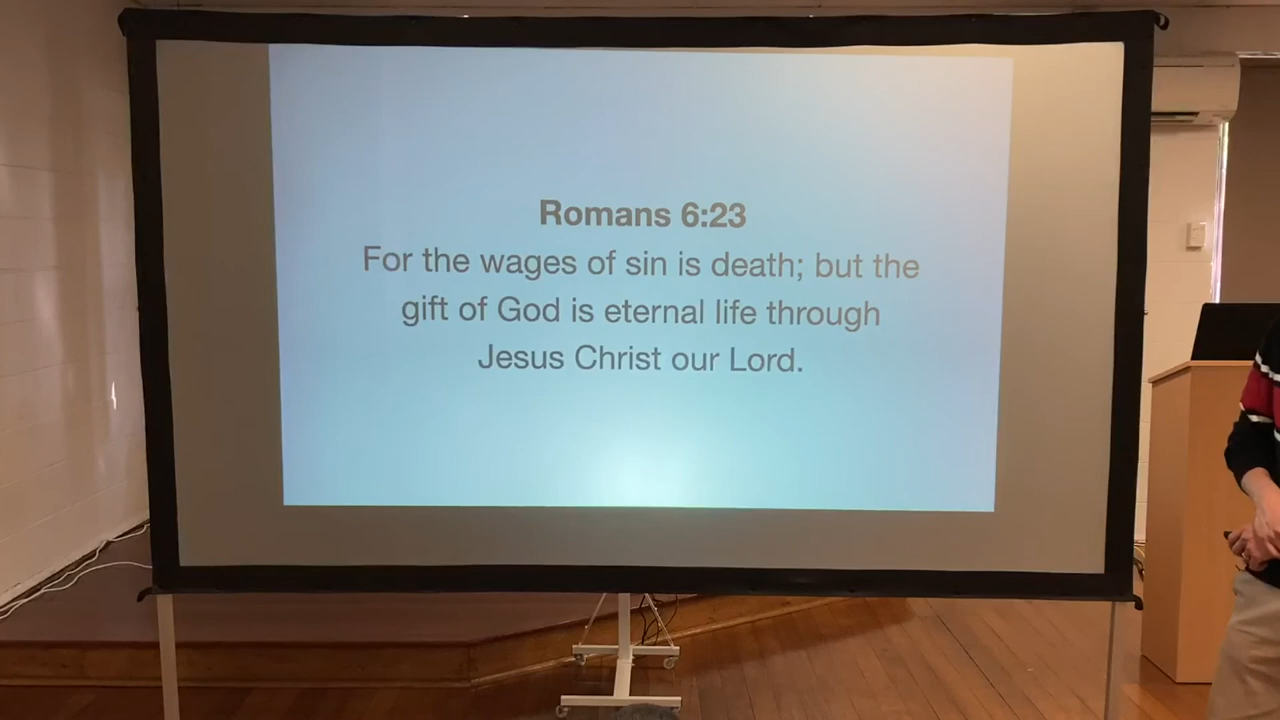 Romans 6:23
For the wages of sin is death; but the
gift of God is eternal life through
Jesus Christ our Lord.